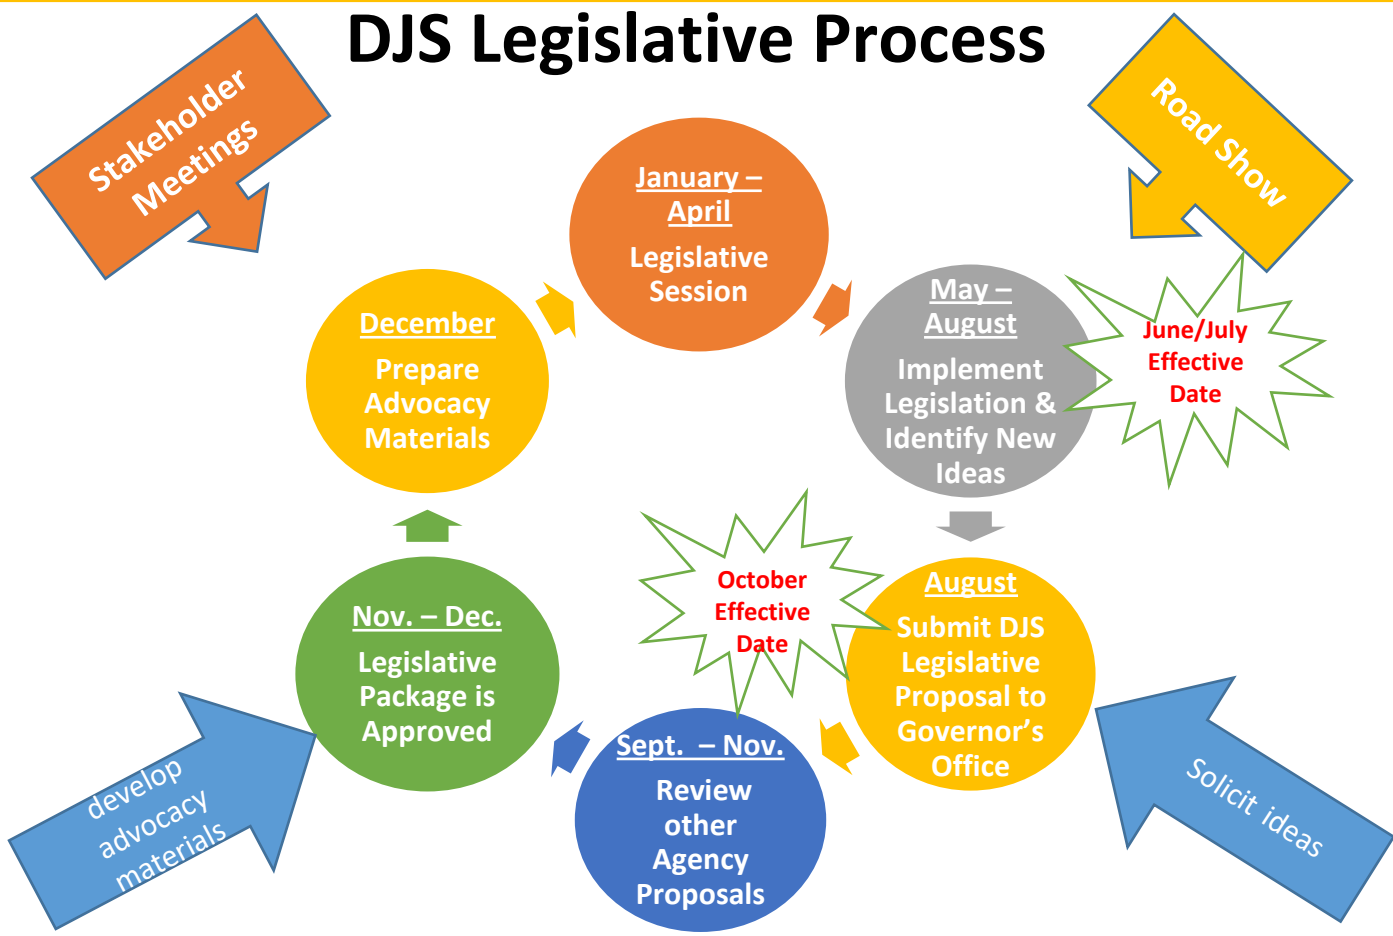 DJS Legislative Process
Stakeholder
Meetings
Road Show
January –
April
Legislative
Session
May –
August
Implement
Legislation &
Identify New
Ideas
June/July
Effective
Date
August
Submit DJS
Legislative
Proposal to
Governor's
Office
Solicit ideas
October
Effective
Date
Sept. – Nov.
Review
other
Agency
Proposals
Nov. – Dec.
Legislative
Package is
Approved
develop
advocacy
materials
December
Prepare
Advocacy
Materials